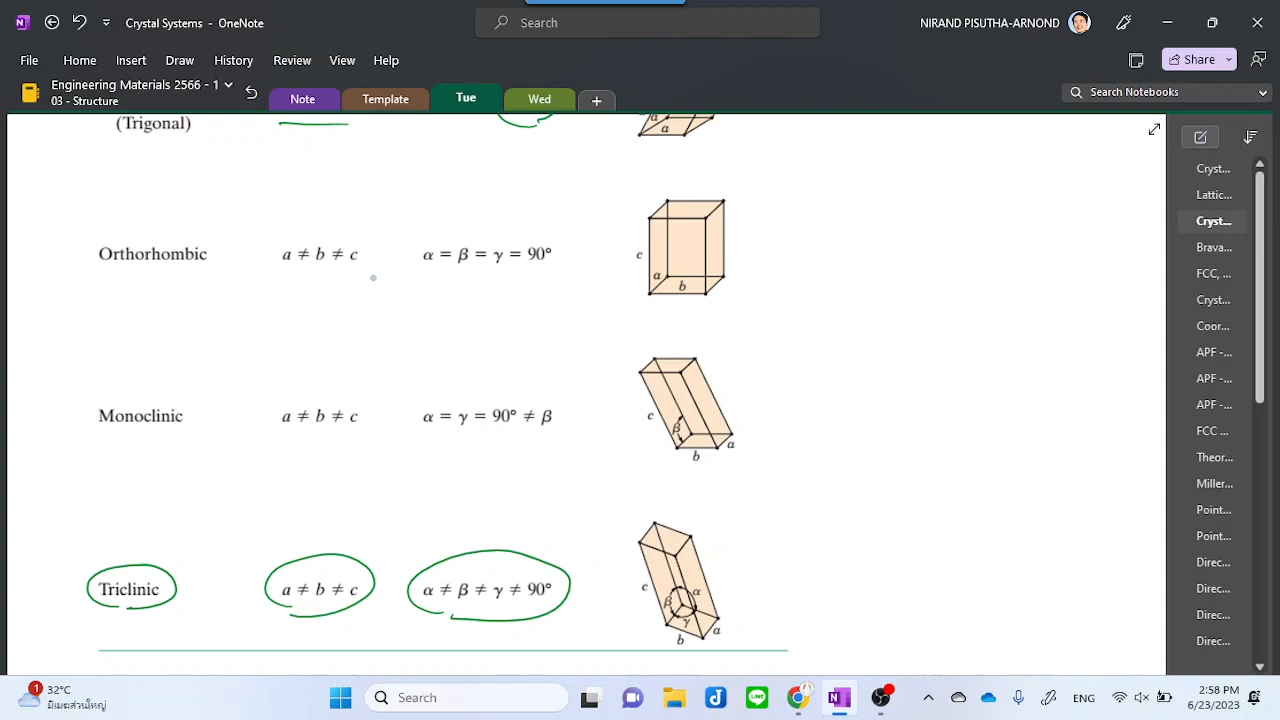 Crystal Systems - OneNote
Search
NIRAND PISUTHA-ARNOND
File Home Insert Draw History Review View Help
Share
Engineering Materials 2566 - 1
03 - Structure
Note
Template
Tue
Wed
Search Notebooks
(Trigonal)
a
a
Orthorhombic
a ≠ b ≠ c
α = β = γ = 90°
c
a
b
Monoclinic
a ≠ b ≠ c
α = γ = 90° ≠ β
c
β
a
b
Triclinic
a ≠ b ≠ c
α ≠ β ≠ γ ≠ 90°
c
α
β
γ
a
b
Cryst...
Lattic...
Cryst...
Brava...
FCC, ...
Cryst...
Coor...
APF -...
APF -...
APF -...
FCC ...
Theor...
Miller...
Point...
Point...
Direc...
Direc...
Direc...
Direc...
1
32°C
Search
ENG
2:58 PM
6/23/2023